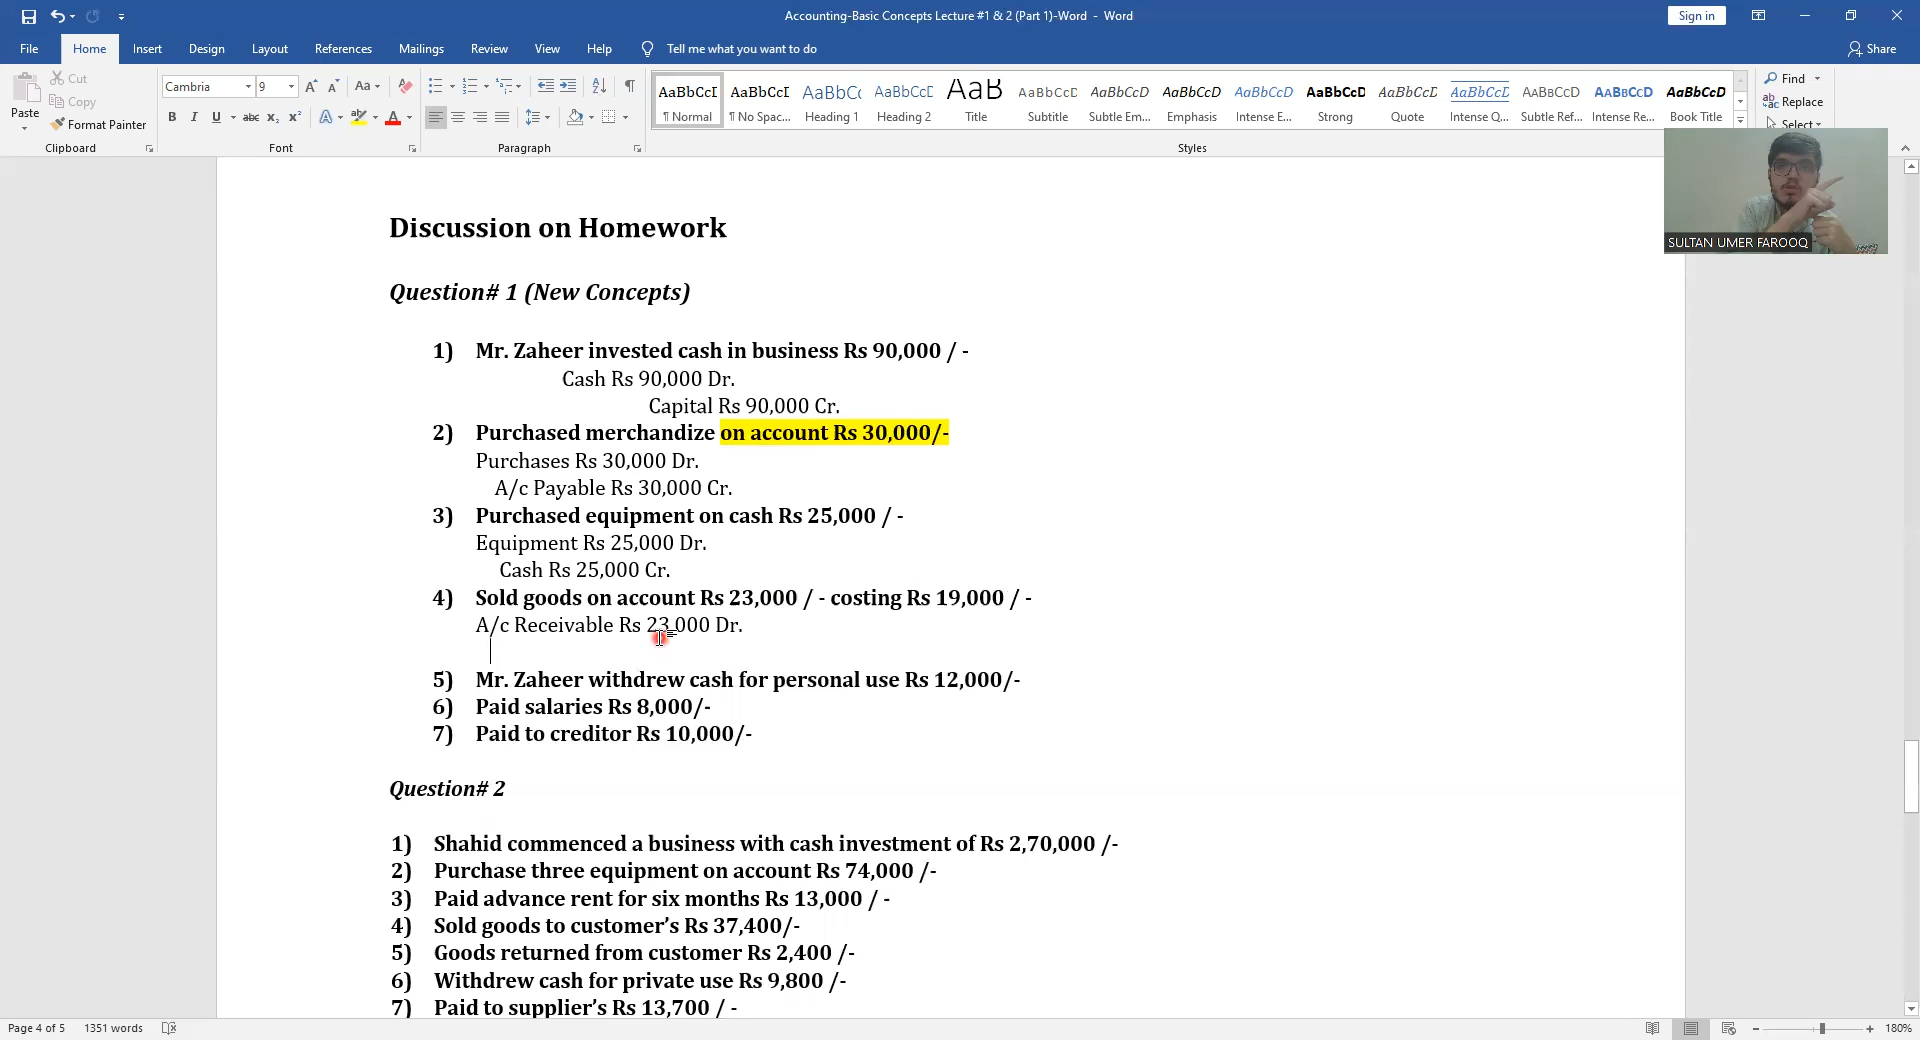 Accounting-Basic Concepts Lecture #1 & 2 (Part 1)-Word - Word
Sign in
File Home Insert Design Layout References Mailings Review View Help Tell me what you want to do
Share
Paste
Cut
Copy
Format Painter
Clipboard
Cambria 9
Font
Paragraph
AaBbCcI AaBbCcI AaBbC AaBbCcD AaB AaBbCcD AaBbCcD AaBbCcD AaBbCcD AaBbCcD AaBbCcD AaBbCcD AABBCCD AABBCCD AaBbCcD
¶ Normal ¶ No Spac... Heading 1 Heading 2 Title Subtitle Subtle Em... Emphasis Intense E... Strong Quote Intense Q... Subtle Ref... Intense Re... Book Title
Styles
Find
Replace
Select
SULTAN UMER FAROOQ
Discussion on Homework
Question# 1 (New Concepts)
1) Mr. Zaheer invested cash in business Rs 90,000 / -
Cash Rs 90,000 Dr.
Capital Rs 90,000 Cr.
2) Purchased merchandize on account Rs 30,000/-
Purchases Rs 30,000 Dr.
A/c Payable Rs 30,000 Cr.
3) Purchased equipment on cash Rs 25,000 / -
Equipment Rs 25,000 Dr.
Cash Rs 25,000 Cr.
4) Sold goods on account Rs 23,000 / - costing Rs 19,000 / -
A/c Receivable Rs 23,000 Dr.
5) Mr. Zaheer withdrew cash for personal use Rs 12,000/-
6) Paid salaries Rs 8,000/-
7) Paid to creditor Rs 10,000/-
Question# 2
1) Shahid commenced a business with cash investment of Rs 2,70,000 /-
2) Purchase three equipment on account Rs 74,000 /-
3) Paid advance rent for six months Rs 13,000 / -
4) Sold goods to customer’s Rs 37,400/-
5) Goods returned from customer Rs 2,400 /-
6) Withdrew cash for private use Rs 9,800 /-
7) Paid to supplier’s Rs 13,700 / -
Page 4 of 5 1351 words
180%